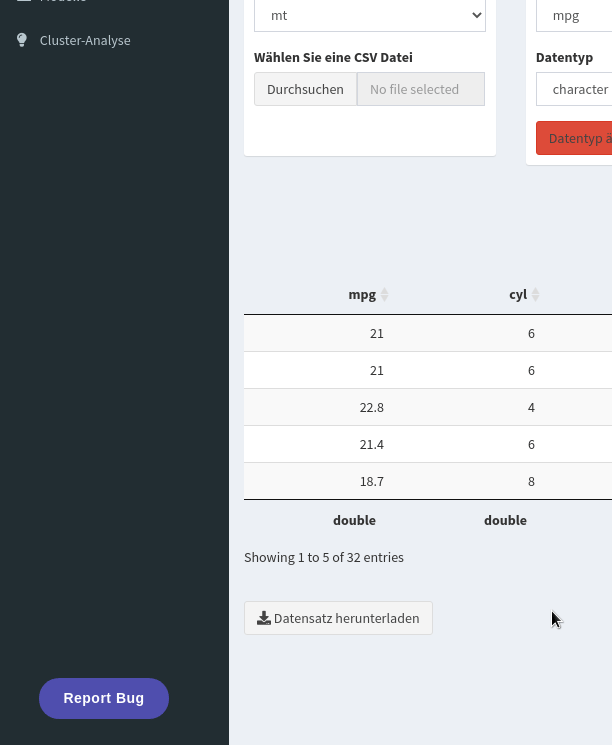 mt
mpg
Cluster-Analyse
Wählen Sie eine CSV Datei
Datentyp
Durchsuchen No file selected
character
Datentyp ä
mpg cyl
21 6
21 6
22.8 4
21.4 6
18.7 8
double double
Showing 1 to 5 of 32 entries
Datensatz herunterladen
Report Bug